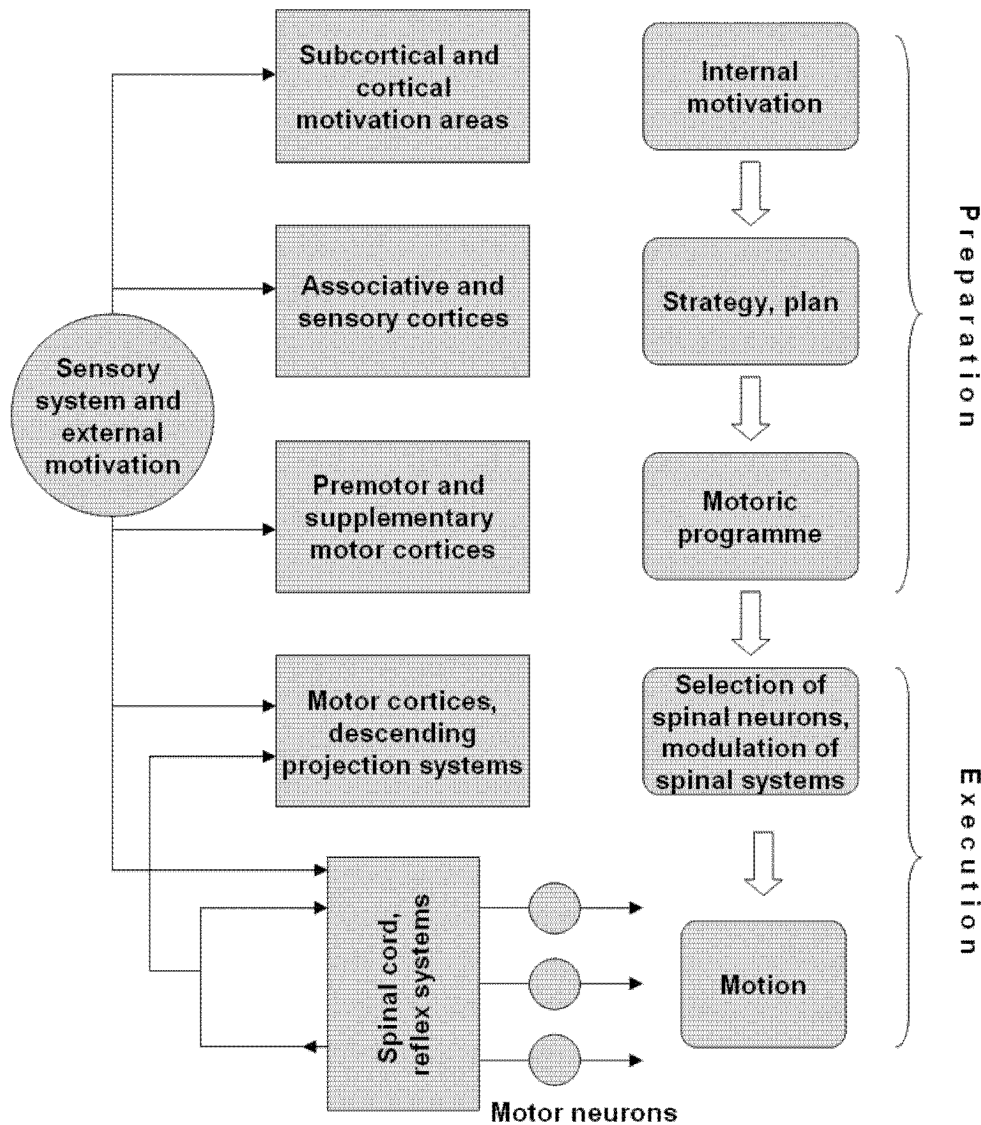 Subcortical and
cortical
motivation areas
Internal
motivation
Associative and
sensory cortices
Strategy, plan
Sensory
system and
external
motivation
Premotor and
supplementary
motor cortices
Motoric
programme
Preparation
Motor cortices,
descending
projection systems
Selection of
spinal neurons,
modulation of
spinal systems
Spinal cord,
reflex systems
Motion
Execution
Motor neurons